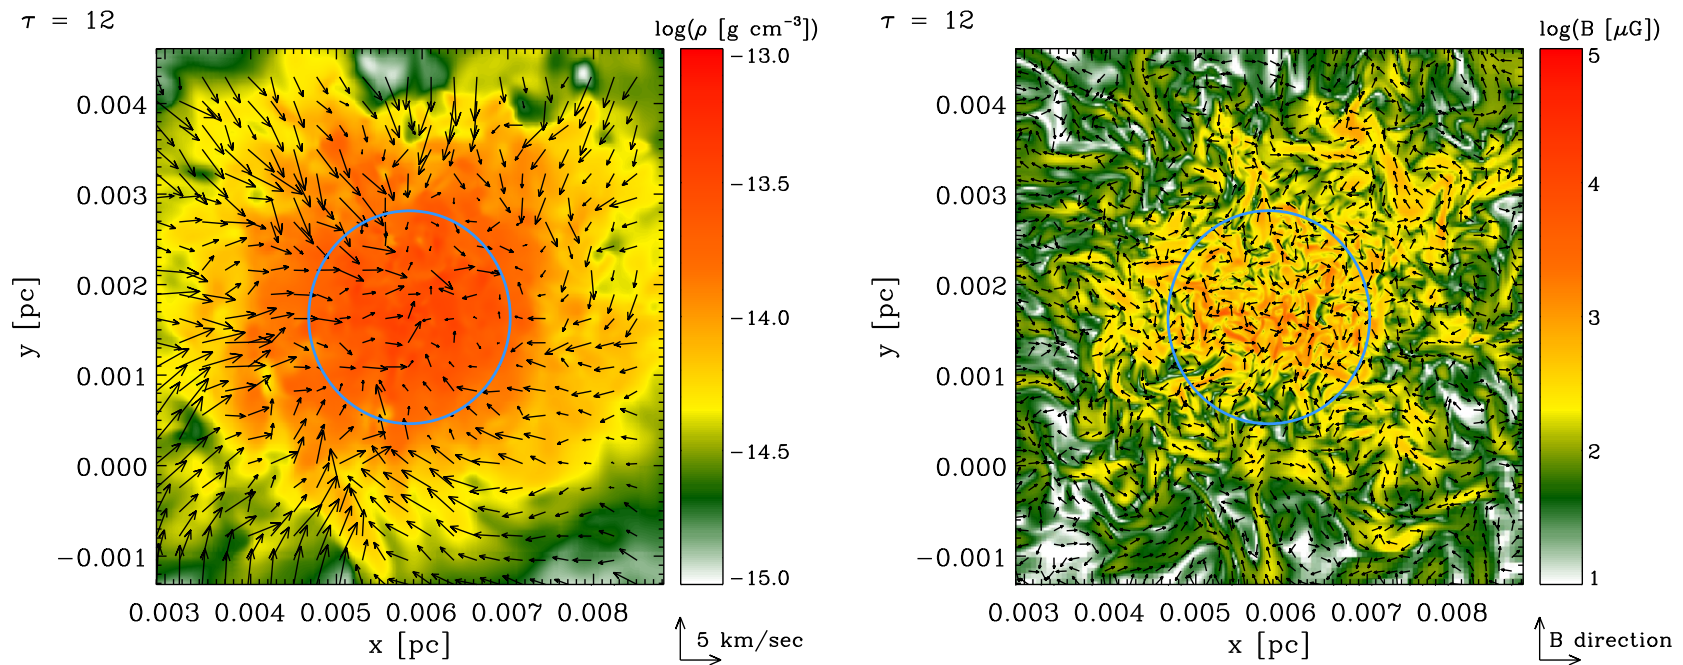 τ = 12
log(ρ [g cm⁻³])
y [pc]
0.004
0.003
0.002
0.001
0.000
−0.001
0.003 0.004 0.005 0.006 0.007 0.008
x [pc]
−13.0
−13.5
−14.0
−14.5
−15.0
5 km/sec
τ = 12
log(B [μG])
y [pc]
0.004
0.003
0.002
0.001
0.000
−0.001
0.003 0.004 0.005 0.006 0.007 0.008
x [pc]
5
4
3
2
1
B direction